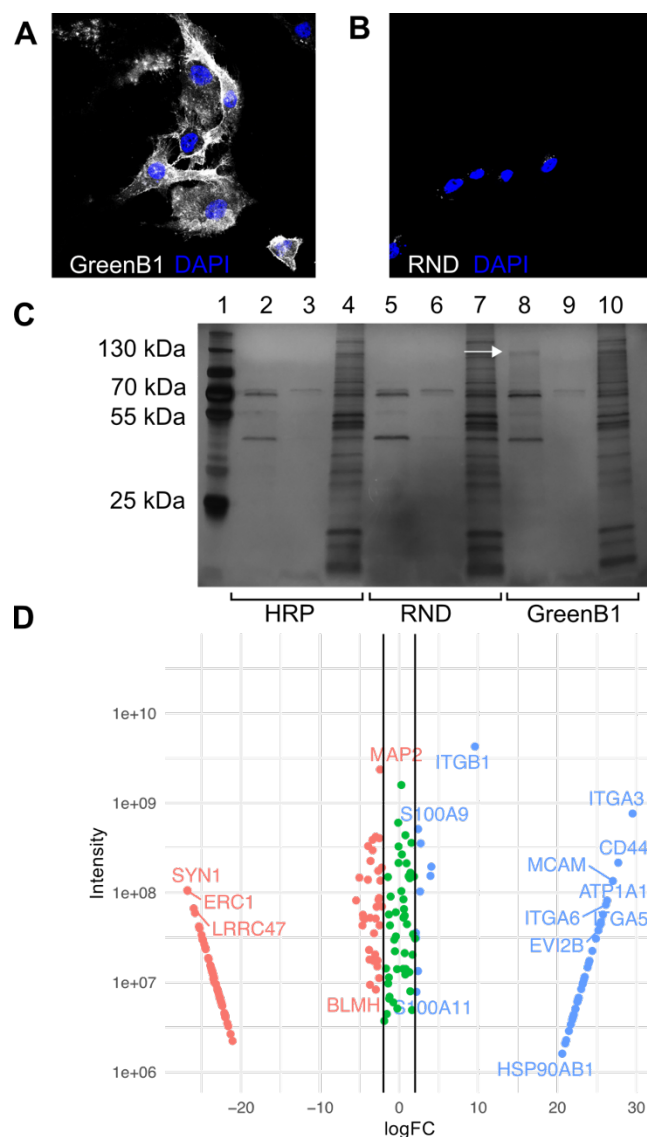 A
GreenB1 DAPI
B
RND DAPI
C
1 2 3 4 5 6 7 8 9 10
130 kDa
70 kDa
55 kDa
25 kDa
HRP RND GreenB1
D
1e+10
1e+09
1e+08
1e+07
1e+06
Intensity
MAP2
ITGB1
S100A9
ITGA3
CD44
MCAM
SYN1
ATP1A1
ERC1
ITGA6
TGA5
LRRC47
EVI2B
BLMH
S100A11
HSP90AB1
−20 −10 0 10 20 30
logFC